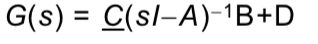 G(s) = C(sI–A)⁻¹B+D